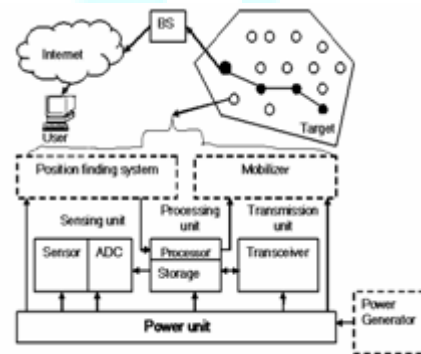 BS
Internet
User
Target
Position finding system
Mobilizer
Sensing unit
Processing unit
Transmission unit
Sensor
ADC
Processor
Storage
Transceiver
Power unit
Power Generator